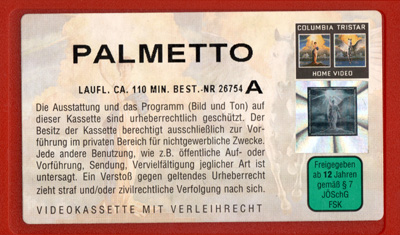 PALMETTO
LAUFL. CA. 110 MIN. BEST.-NR 26754 A
Die Ausstattung und das Programm (Bild und Ton) auf
dieser Kassette sind urheberrechtlich geschützt. Der
Besitz der Kassette berechtigt ausschließlich zur Vor-
führung im privaten Bereich für nichtgewerbliche Zwecke.
Jede andere Benutzung, wie z.B. öffentliche Auf- oder
Vorführung, Sendung, Vervielfältigung jeglicher Art ist
untersagt. Ein Verstoß gegen geltendes Urheberrecht
zieht straf und/oder zivilrechtliche Verfolgung nach sich.
VIDEOKASSETTE MIT VERLEIHRECHT
COLUMBIA TRISTAR
HOME VIDEO
Freigegeben
ab 12 Jahren
gemäß § 7
JÖSchG
FSK